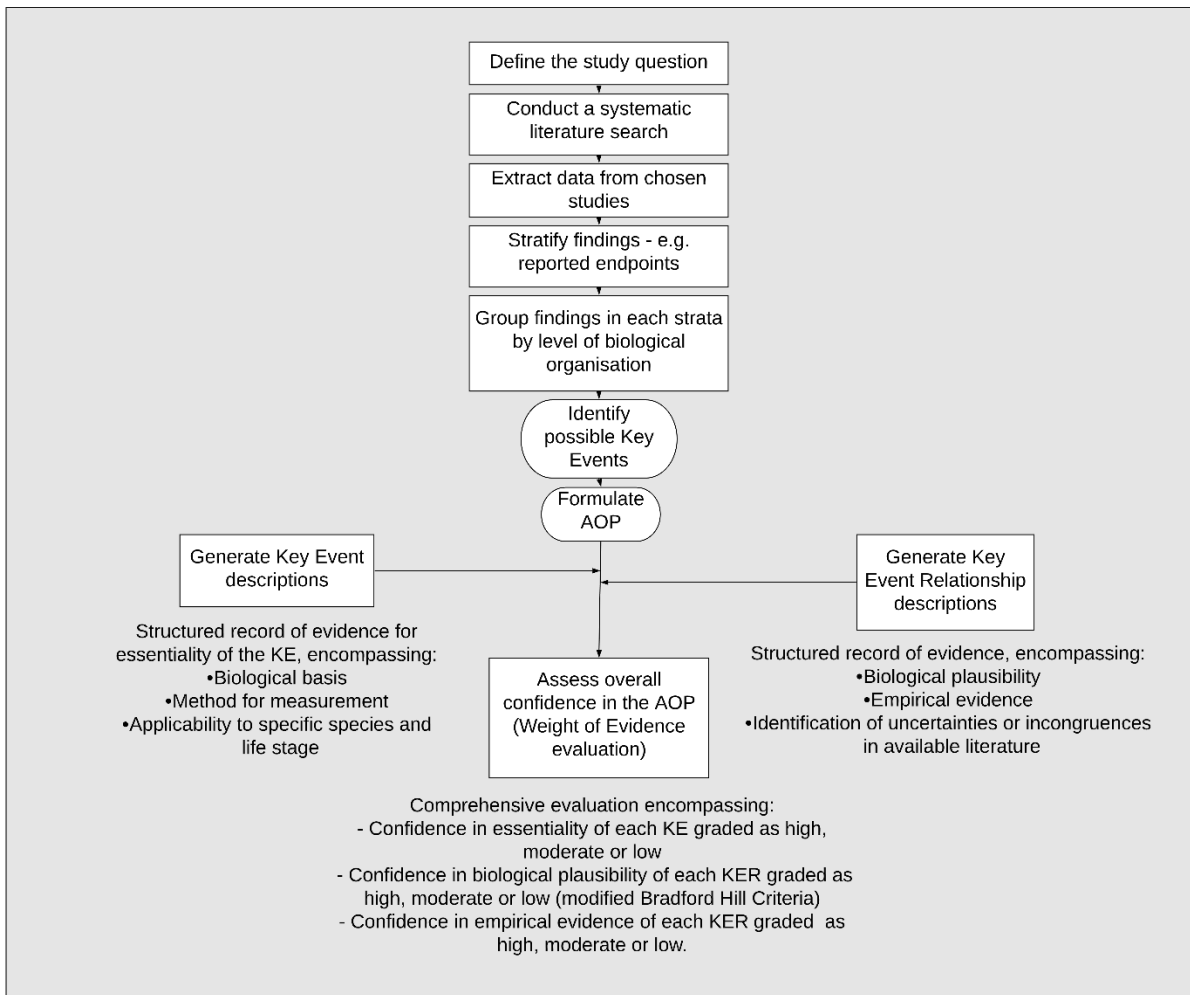 Define the study question
Conduct a systematic
literature search
Extract data from chosen
studies
Stratify findings - e.g.
reported endpoints
Group findings in each strata
by level of biological
organisation
Identify
possible Key
Events
Formulate
AOP
Generate Key Event
descriptions
Structured record of evidence for
essentiality of the KE, encompassing:
•Biological basis
•Method for measurement
•Applicability to specific species and
life stage
Generate Key
Event Relationship
descriptions
Structured record of evidence, encompassing:
•Biological plausibility
•Empirical evidence
•Identification of uncertainties or incongruences
in available literature
Assess overall
confidence in the AOP
(Weight of Evidence
evaluation)
Comprehensive evaluation encompassing:
- Confidence in essentiality of each KE graded as high,
moderate or low
- Confidence in biological plausibility of each KER graded as
high, moderate or low (modified Bradford Hill Criteria)
- Confidence in empirical evidence of each KER graded as
high, moderate or low.